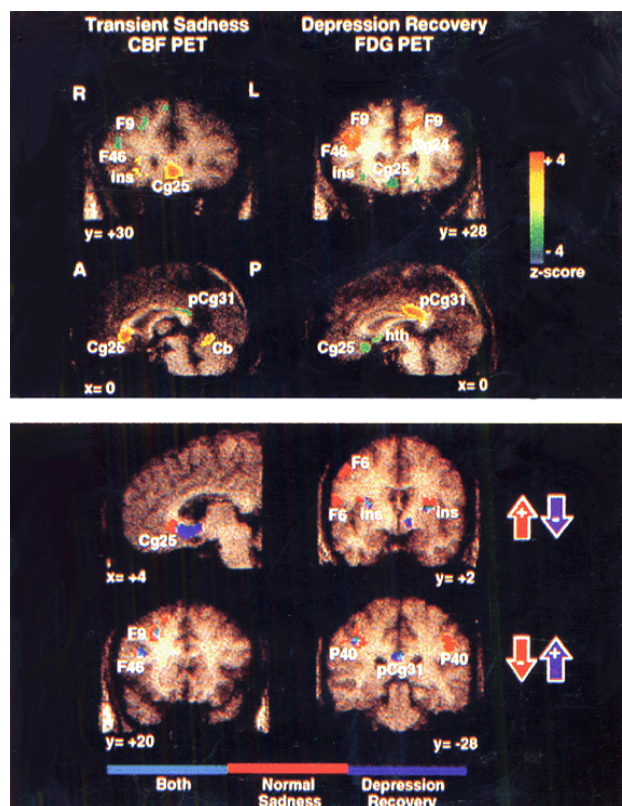 Transient Sadness
CBF PET
Depression Recovery
FDG PET
R
L
F9
F46
Ins
Cg25
y= +30
F9
F9
Cg24
F46
Cg25
ins
y= +28
+ 4
- 4
z-score
A
P
pCg31
Cg25
Cb
x= 0
pCg31
Cg25
hth
x= 0
Cg25
x= +4
F6
F6
Ins
Ins
y= +2
+
-
F9
F46
y= +20
P40
P40
pCg31
y= -28
-
+
Both
Normal
Sadness
Depression
Recovery